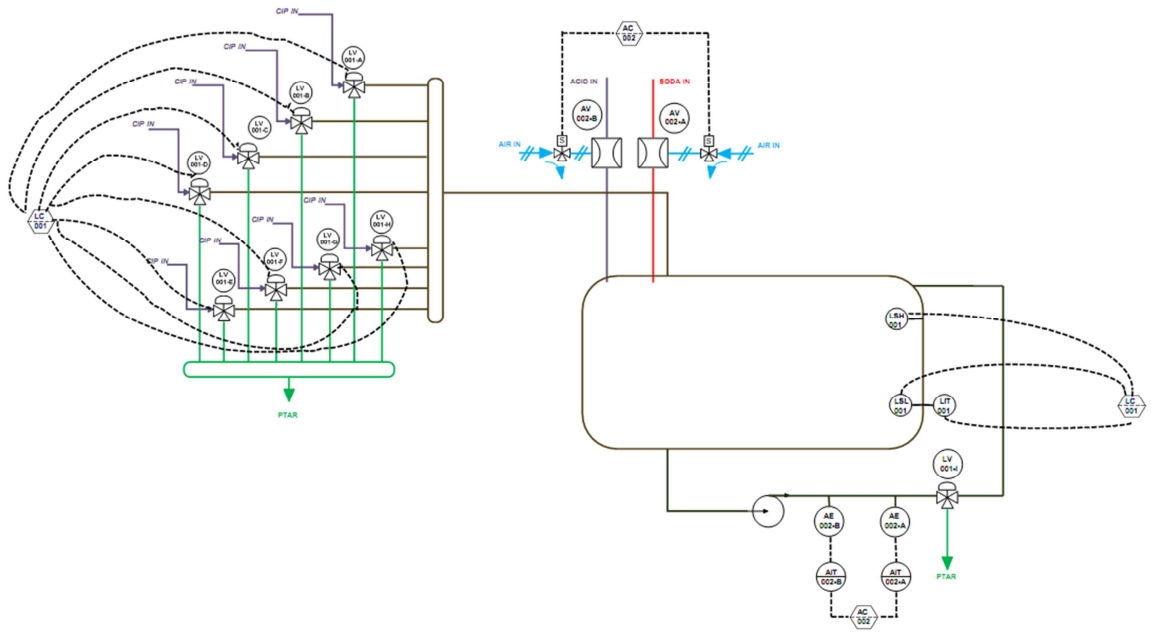 AC
002
CIP IN
LV
001-A
CIP IN
LV
001-B
CIP IN
LV
001-C
CIP IN
LV
001-D
LC
001
CIP IN
LV
001-H
CIP IN
LV
001-G
CIP IN
LV
001-F
CIP IN
LV
001-E
PTAR
ACID IN
SODA IN
AV
002-B
AV
002-A
AIR IN
S
S
AIR IN
LSH
001
LSL
001
LIT
001
LC
001
LV
001-I
AE
002-B
AE
002-A
AIT
002-B
AIT
002-A
AC
002
PTAR